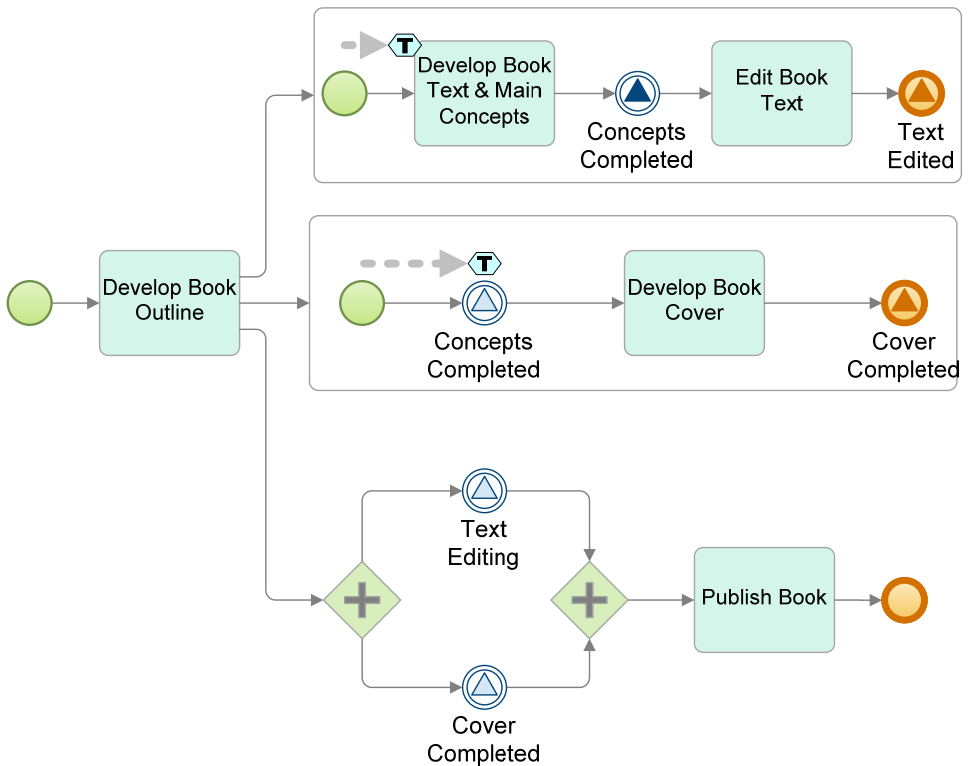 T
Develop Book
Text & Main
Concepts
Concepts
Completed
Edit Book
Text
Text
Edited
Develop Book
Outline
T
Concepts
Completed
Develop Book
Cover
Cover
Completed
Text
Editing
Publish Book
Cover
Completed